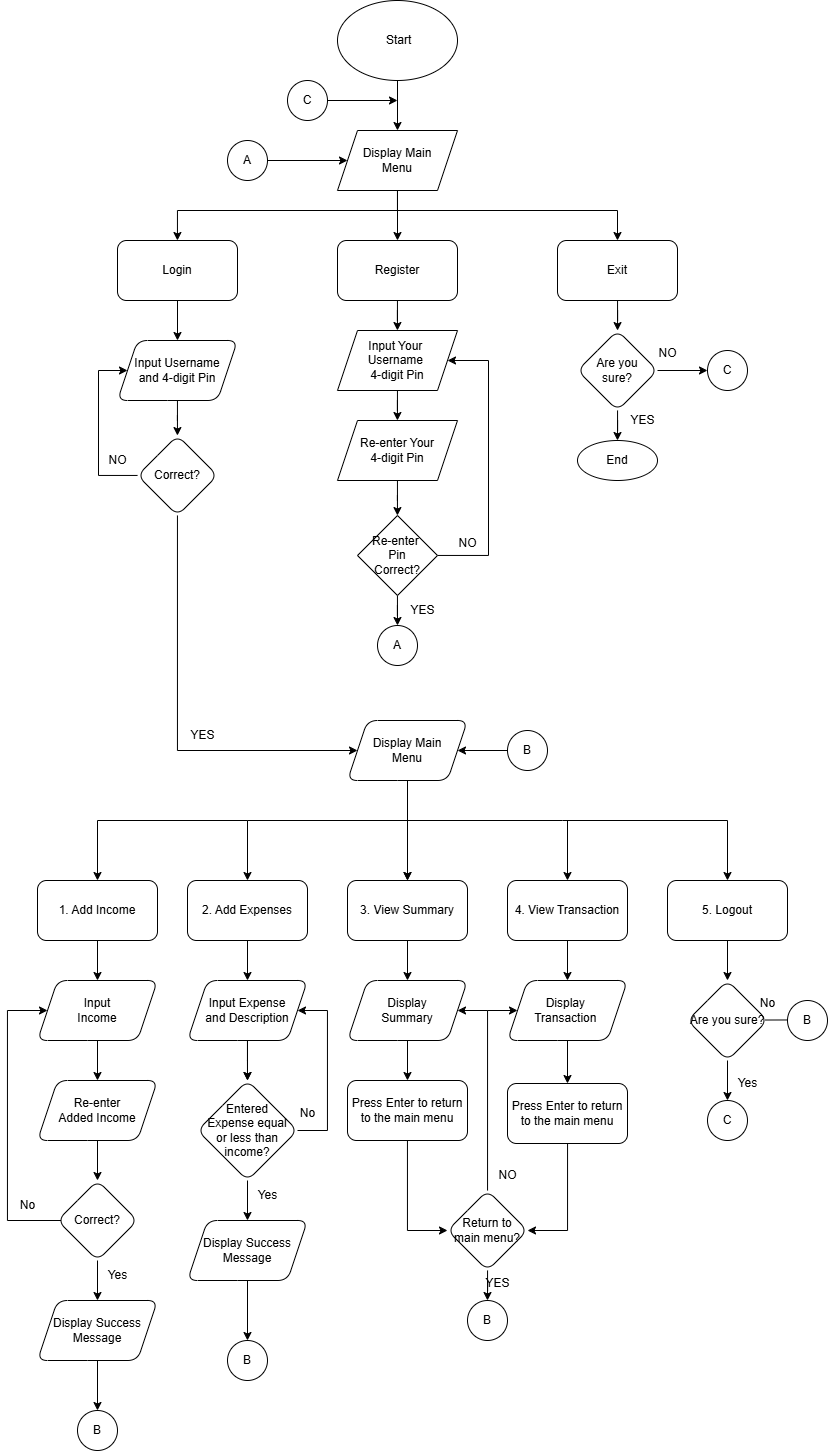 Start
C
A
Display Main
Menu
Login
Register
Exit
Input Username
and 4-digit Pin
Input Your
Username
4-digit Pin
Are you
sure?
NO
C
YES
End
Re-enter Your
4-digit Pin
Correct?
NO
Re-enter
Pin
Correct?
NO
YES
A
YES
Display Main
Menu
B
1. Add Income
2. Add Expenses
3. View Summary
4. View Transaction
5. Logout
Input
Income
Input Expense
and Description
Display
Summary
Display
Transaction
Are you sure?
No
B
Yes
C
Re-enter
Added Income
Entered
Expense equal
or less than
income?
No
Press Enter to return
to the main menu
Press Enter to return
to the main menu
NO
Yes
No
Correct?
Yes
Display Success
Message
Return to
main menu?
YES
B
Display Success
Message
B
B